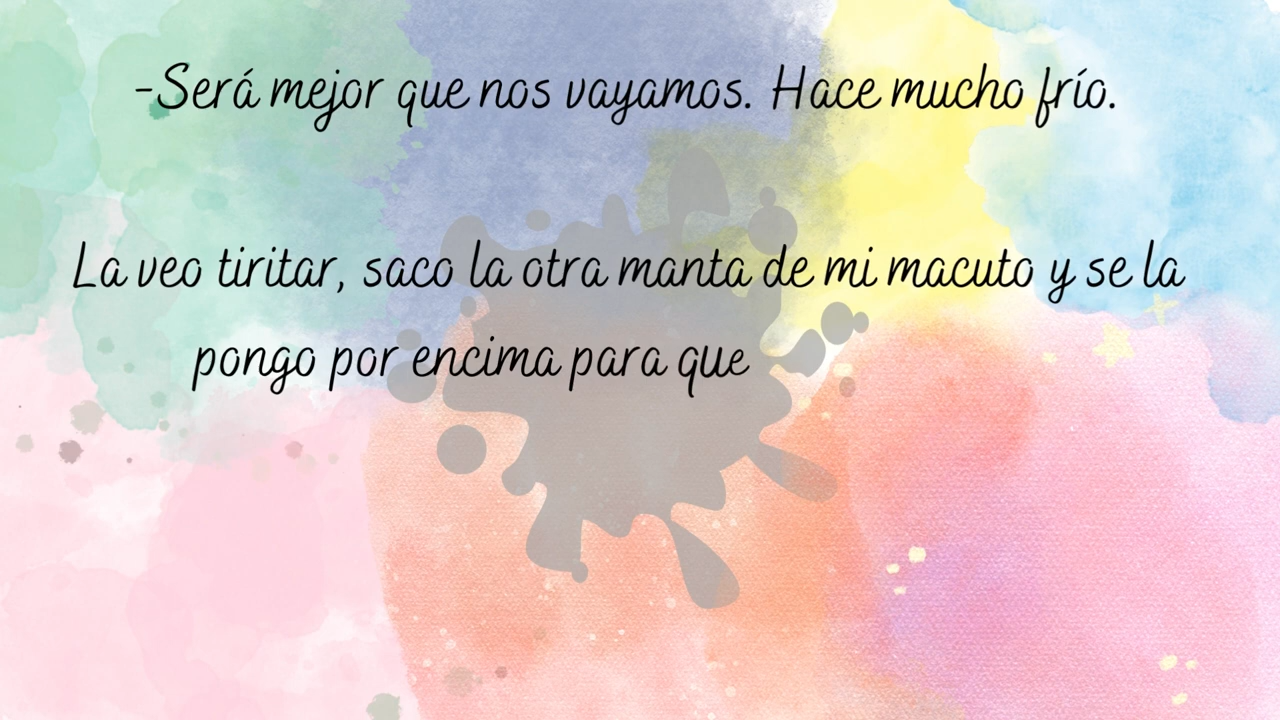 -Será mejor que nos vayamos. Hace mucho frío.
La veo tiritar, saco la otra manta de mi macuto y se la
pongo por encima para que